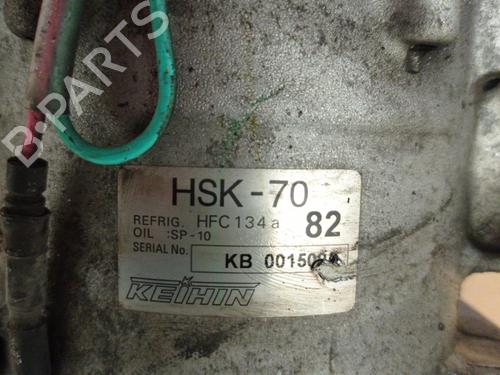 B-PARTS
HSK-70
REFRIG. HFC134a
OIL :SP-10
82
SERIAL No.
KEIHIN